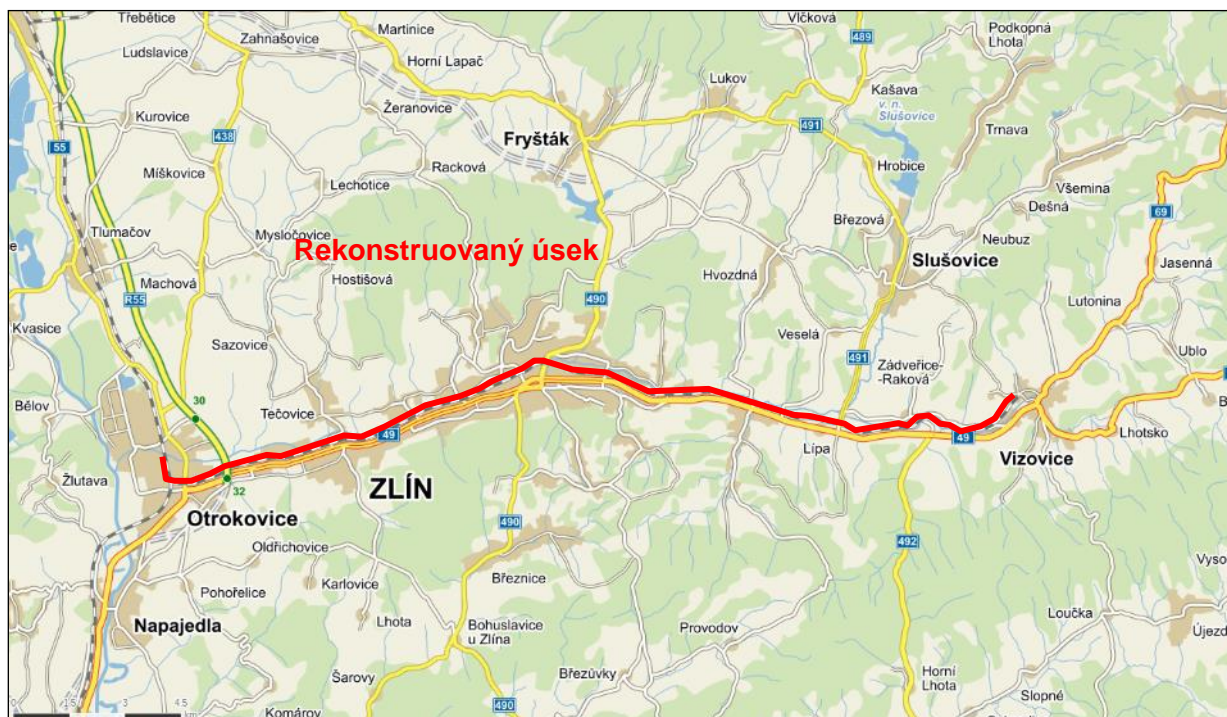 Třebětice
Zahnašovice
Martinice
Vlčková
Podkopná
Lhota
489
Ludslavice
Horní Lapač
Lukov
Kašava
v. n.
Slušovice
Kurovice
Žeranovice
55
438
Fryšták
491
Trnava
Míškovice
Racková
Hrobice
Lechotice
Všemina
Dešná
Březová
69
Tlumačov
Mysločovice
Rekonstruovaný úsek
Neubuz
Slušovice
Jasenná
Hostišová
Hvozdná
Machová
R55
490
Lutonina
Kvasice
Sazovice
Veselá
491
Zádveřice-
-Raková
Ublo
Bělov
30
Těčovice
49
Lípa
49
Lhotsko
Vizovice
Žlutava
32
ZLÍN
Otrokovice
490
492
Oldřichovice
Březnice
Pohořelice
Karlovice
Loučka
Napajedla
Lhota
Bohuslavice
u Zlína
Provodov
Újezd
Šarovy
Březůvky
Horní
Lhota
Slopné
Komárov
490